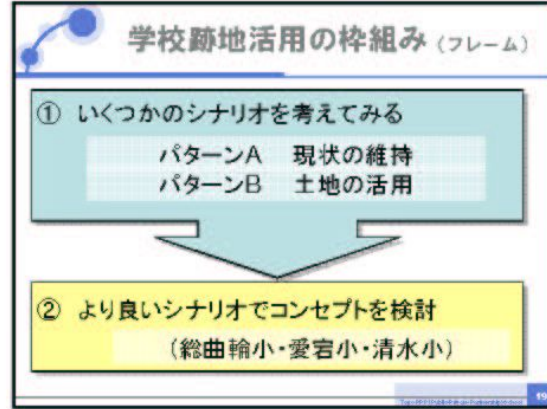 学校跡地活用の枠組み（フレーム）
① いくつかのシナリオを考えてみる
パターンA 現状の維持
パターンB 土地の活用
② より良いシナリオでコンセプトを検討
（総曲輪小・愛宕小・清水小）
19